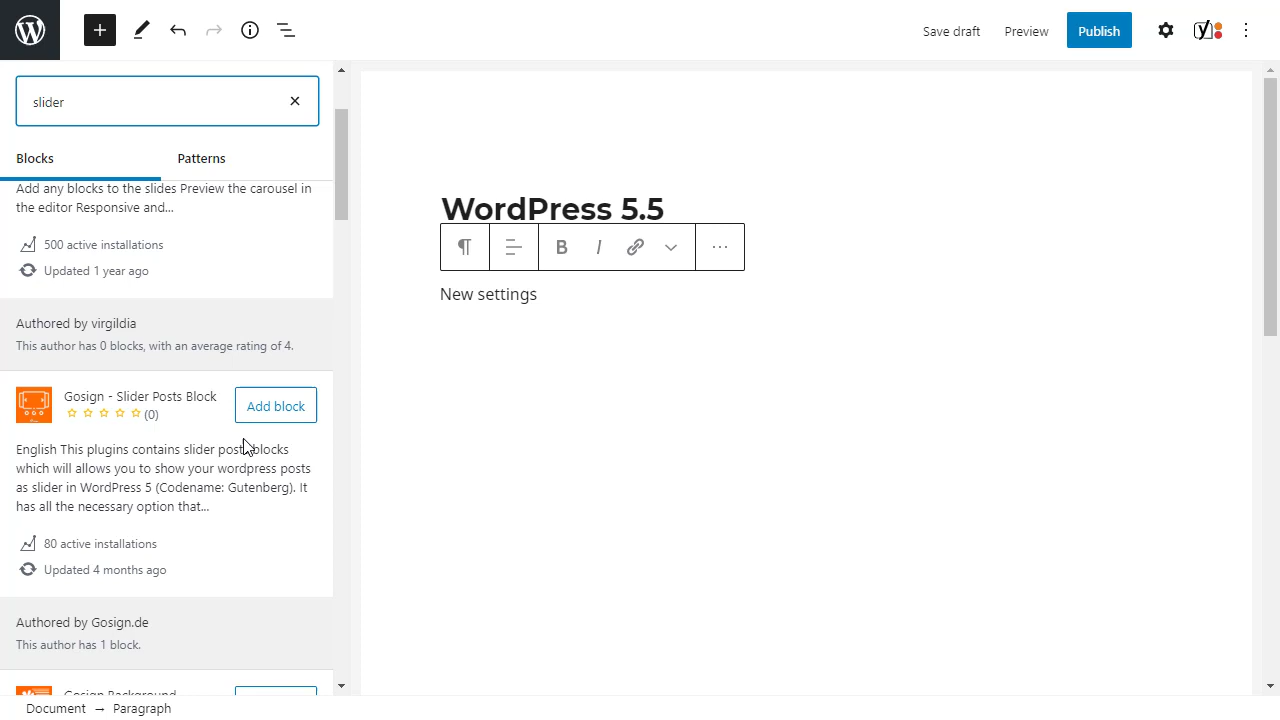 Save draft
Preview
Publish
slider
Blocks
Patterns
Add any blocks to the slides Preview the carousel in
the editor Responsive and...
500 active installations
Updated 1 year ago
Authored by virgildia
This author has 0 blocks, with an average rating of 4.
Gosign - Slider Posts Block
(0)
Add block
English This plugins contains slider posts blocks
which will allows you to show your wordpress posts
as slider in WordPress 5 (Codename: Gutenberg). It
has all the necessary option that...
80 active installations
Updated 4 months ago
Authored by Gosign.de
This author has 1 block.
Gosign Background
WordPress 5.5
B I
New settings
Document → Paragraph